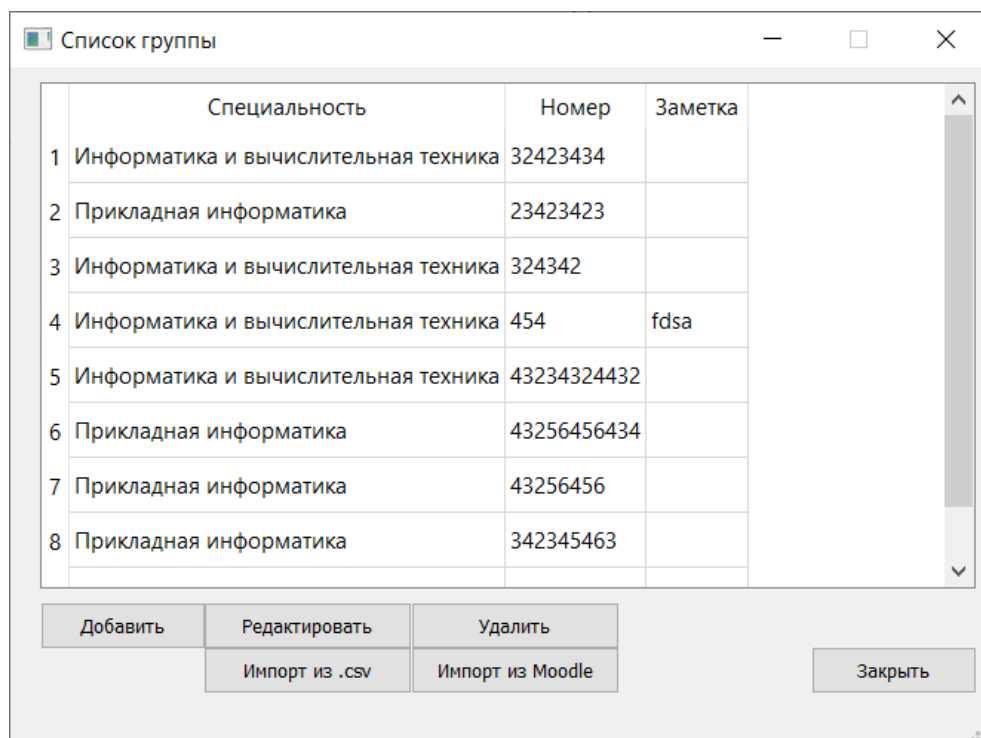 Список группы
Специальность Номер Заметка
1 Информатика и вычислительная техника 32423434
2 Прикладная информатика 23423423
3 Информатика и вычислительная техника 324342
4 Информатика и вычислительная техника 454 fdsa
5 Информатика и вычислительная техника 43234324432
6 Прикладная информатика 43256456434
7 Прикладная информатика 43256456
8 Прикладная информатика 342345463
Добавить Редактировать Удалить
Импорт из .csv Импорт из Moodle Закрыть